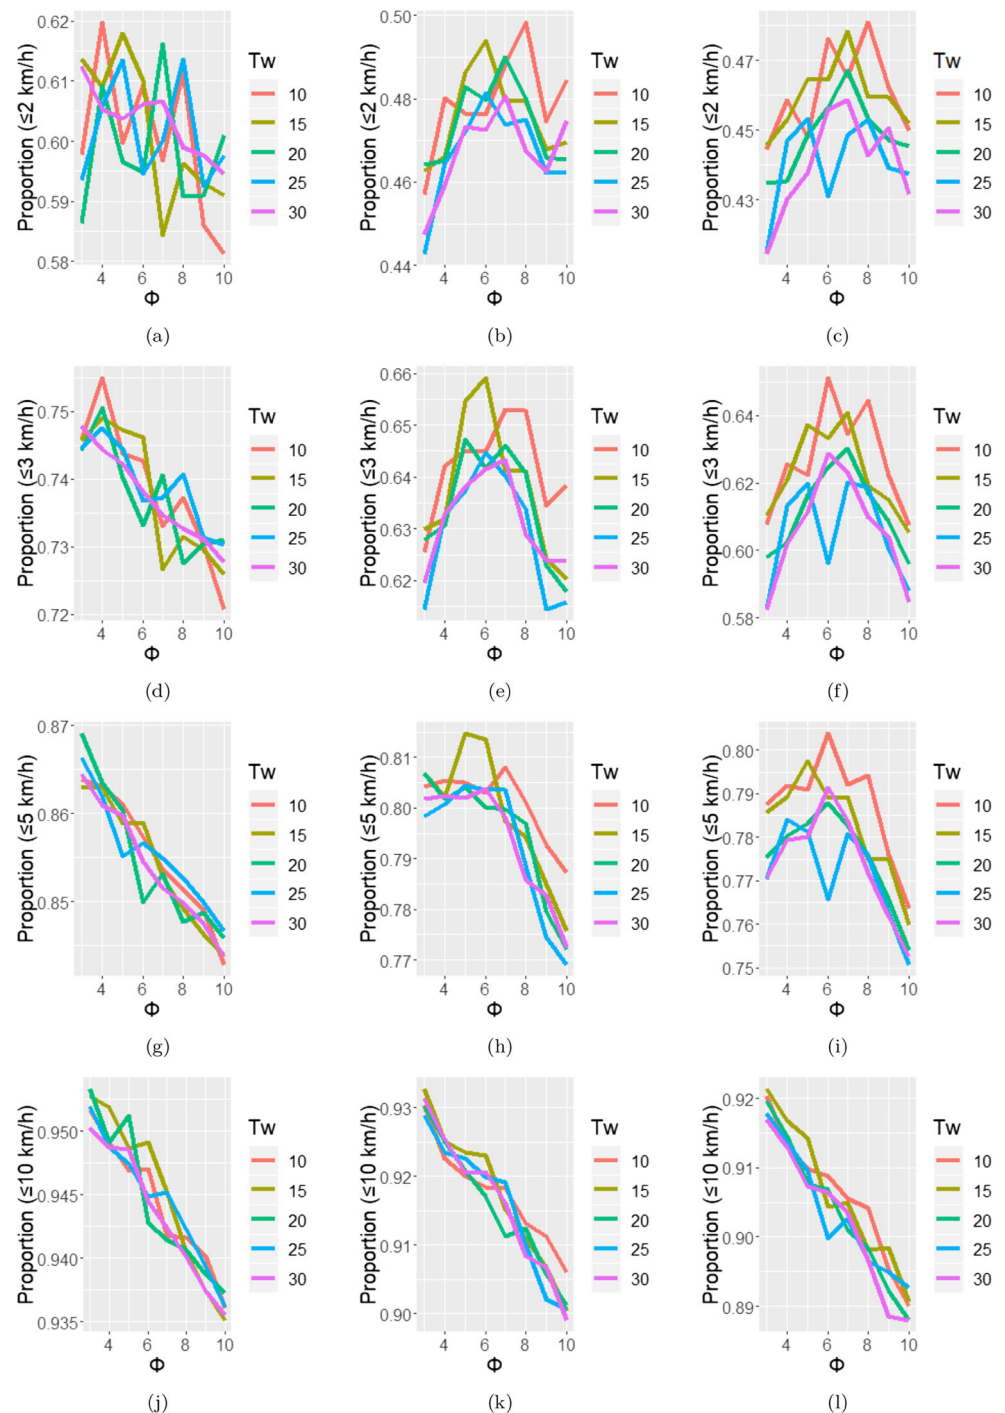 Proportion (≤2 km/h)
0.62
0.61
0.60
0.59
0.58
4 6 8 10
Φ
Tw
10
15
20
25
30
(a)
Proportion (≤2 km/h)
0.50
0.48
0.46
0.44
4 6 8 10
Φ
Tw
10
15
20
25
30
(b)
Proportion (≤2 km/h)
0.47
0.45
0.43
4 6 8 10
Φ
Tw
10
15
20
25
30
(c)
Proportion (≤3 km/h)
0.75
0.74
0.73
0.72
4 6 8 10
Φ
Tw
10
15
20
25
30
(d)
Proportion (≤3 km/h)
0.66
0.65
0.64
0.63
0.62
4 6 8 10
Φ
Tw
10
15
20
25
30
(e)
Proportion (≤3 km/h)
0.64
0.62
0.60
0.58
4 6 8 10
Φ
Tw
10
15
20
25
30
(f)
Proportion (≤5 km/h)
0.87
0.86
0.85
4 6 8 10
Φ
Tw
10
15
20
25
30
(g)
Proportion (≤5 km/h)
0.81
0.80
0.79
0.78
0.77
4 6 8 10
Φ
Tw
10
15
20
25
30
(h)
Proportion (≤5 km/h)
0.80
0.79
0.78
0.77
0.76
0.75
4 6 8 10
Φ
Tw
10
15
20
25
30
(i)
Proportion (≤10 km/h)
0.950
0.945
0.940
0.935
4 6 8 10
Φ
Tw
10
15
20
25
30
(j)
Proportion (≤10 km/h)
0.93
0.92
0.91
0.90
4 6 8 10
Φ
Tw
10
15
20
25
30
(k)
Proportion (≤10 km/h)
0.92
0.91
0.90
0.89
4 6 8 10
Φ
Tw
10
15
20
25
30
(l)